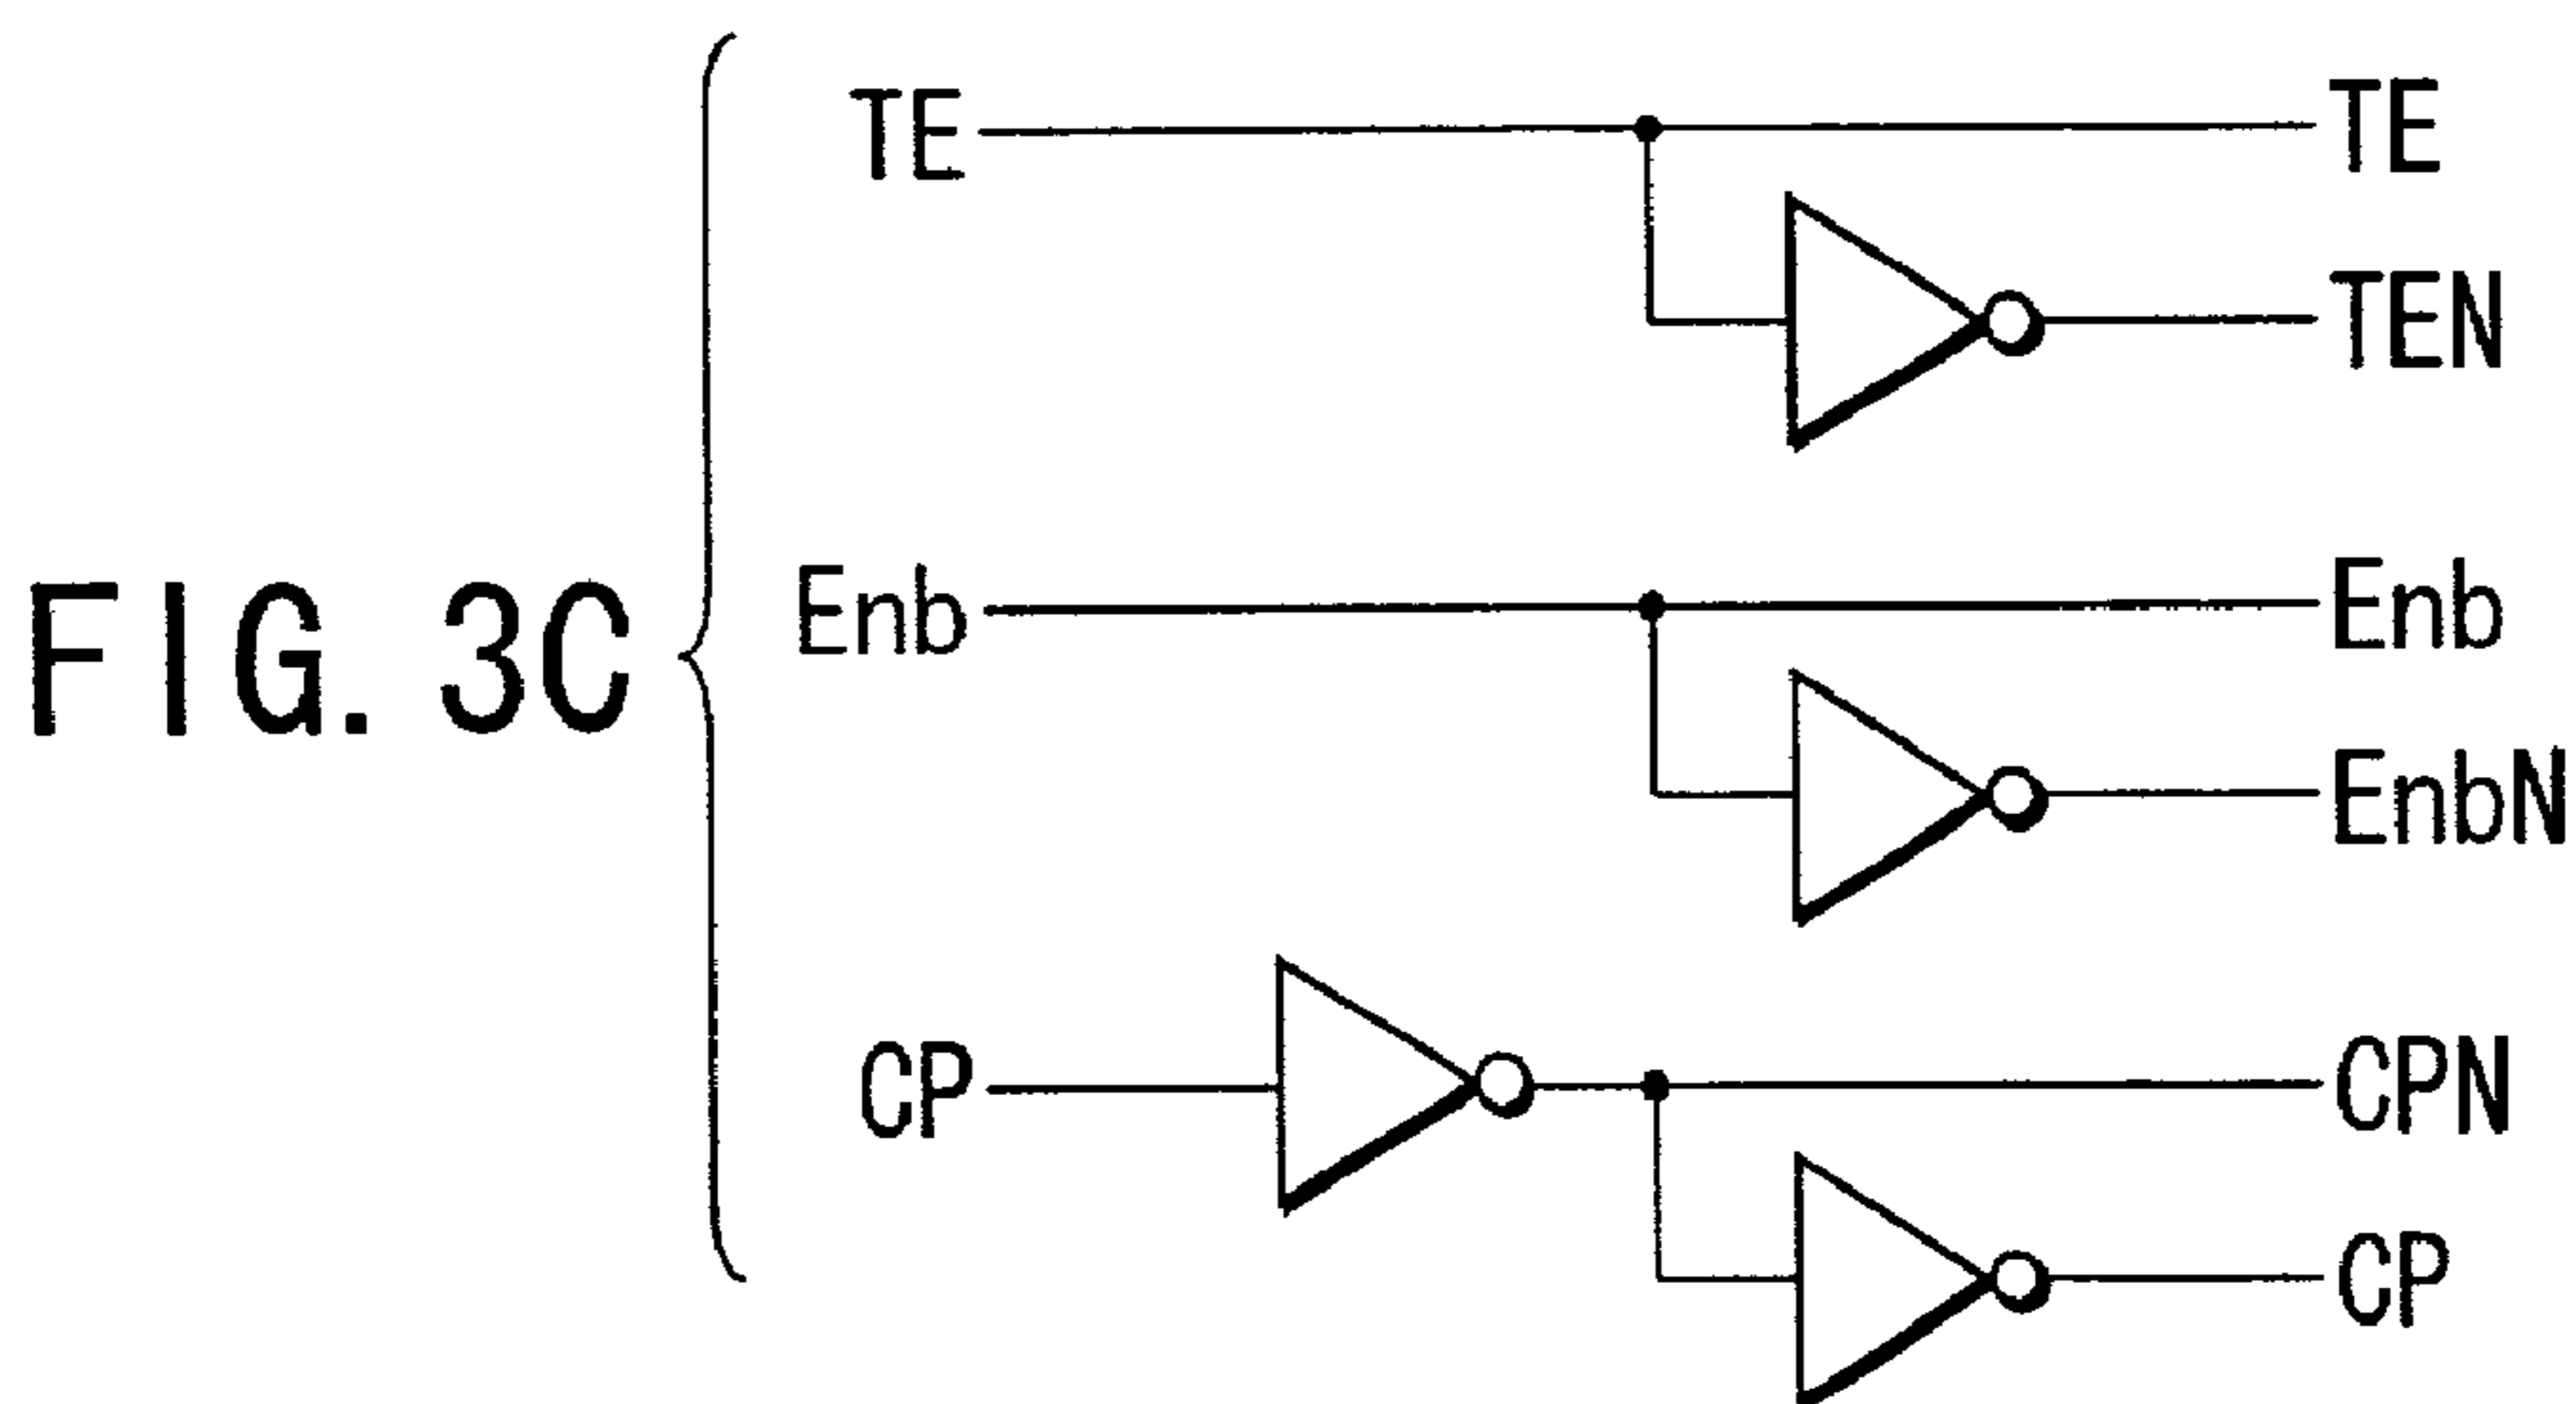 FIG. 3C
TE TE
TEN
Enb Enb
EnbN
CP CPN
CP